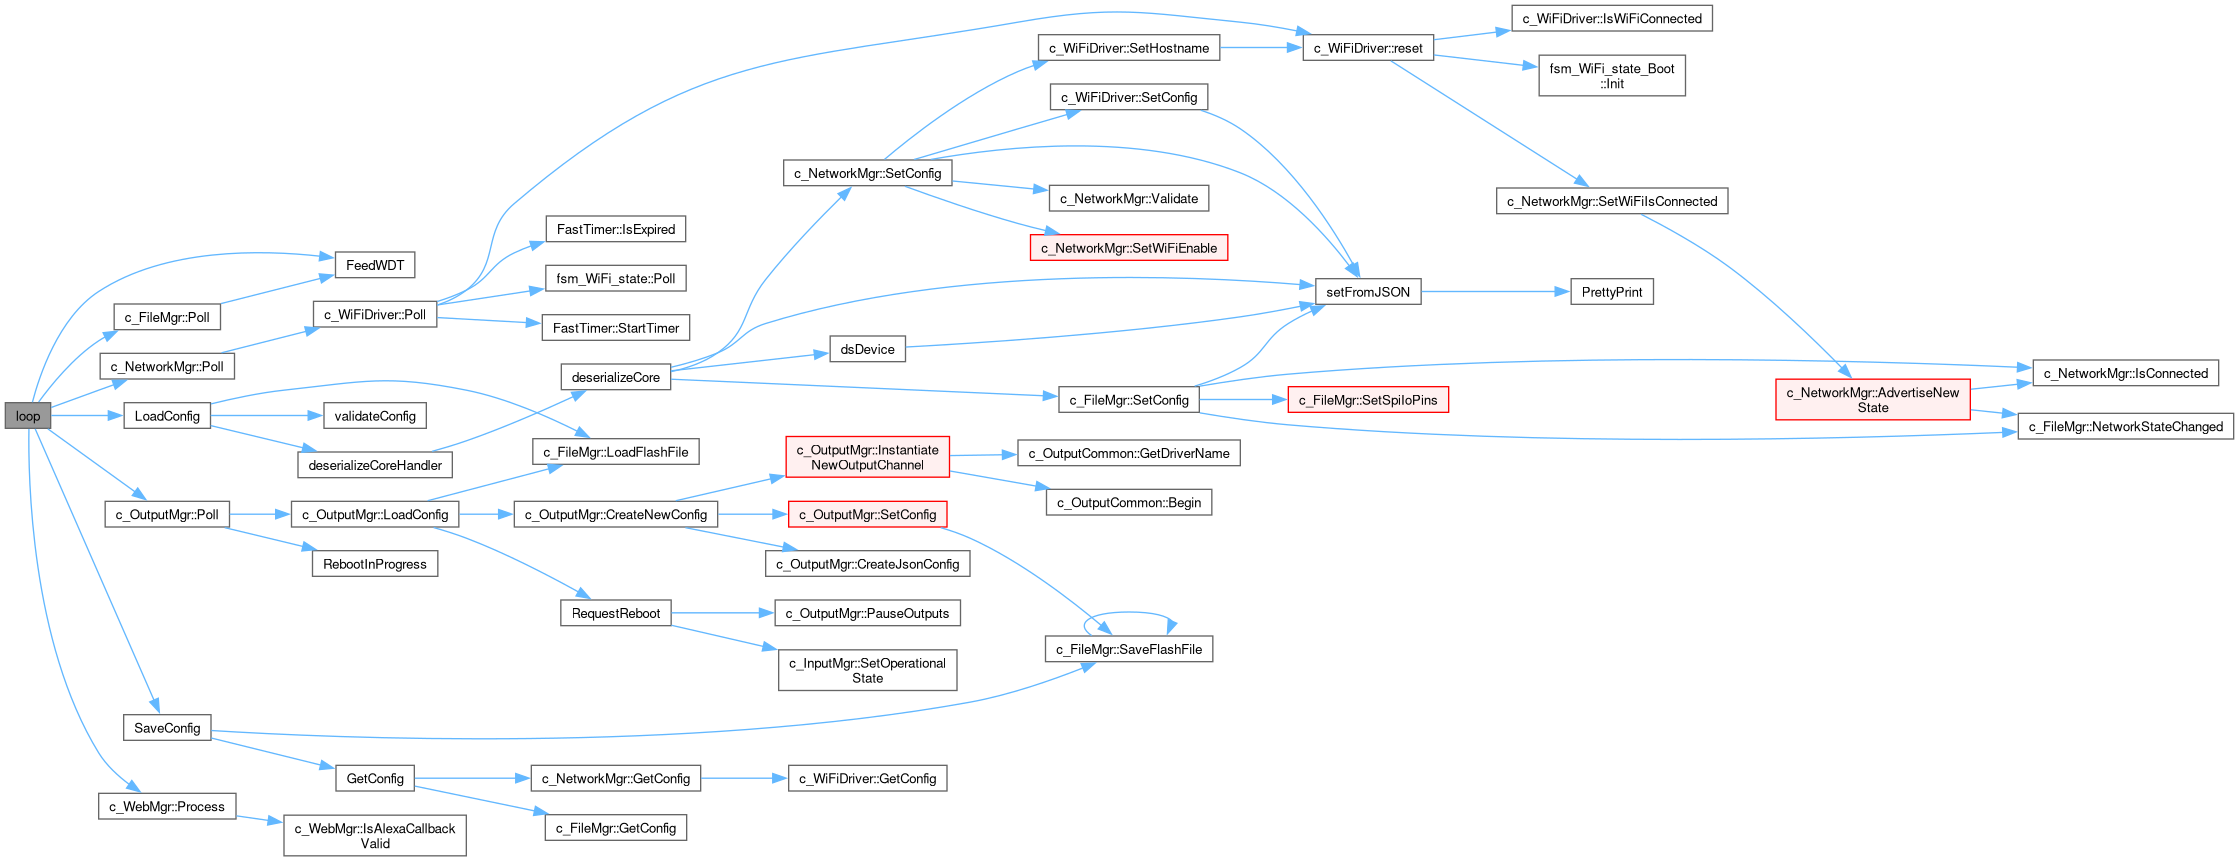 loop
FeedWDT
c_FileMgr::Poll
c_NetworkMgr::Poll
LoadConfig
c_OutputMgr::Poll
SaveConfig
c_WebMgr::Process
c_WiFiDriver::Poll
validateConfig
deserializeCoreHandler
c_OutputMgr::LoadConfig
RebootInProgress
GetConfig
c_WebMgr::IsAlexaCallback
Valid
FastTimer::IsExpired
fsm_WiFi_state::Poll
FastTimer::StartTimer
deserializeCore
c_FileMgr::LoadFlashFile
c_OutputMgr::CreateNewConfig
RequestReboot
c_NetworkMgr::GetConfig
c_FileMgr::GetConfig
c_NetworkMgr::SetConfig
dsDevice
c_OutputMgr::Instantiate
NewOutputChannel
c_OutputMgr::SetConfig
c_OutputMgr::CreateJsonConfig
c_OutputMgr::PauseOutputs
c_InputMgr::SetOperational
State
c_WiFiDriver::GetConfig
c_WiFiDriver::SetHostname
c_WiFiDriver::SetConfig
c_NetworkMgr::Validate
c_NetworkMgr::SetWiFiEnable
c_FileMgr::SetConfig
c_OutputCommon::GetDriverName
c_OutputCommon::Begin
c_FileMgr::SaveFlashFile
c_WiFiDriver::reset
setFromJSON
c_FileMgr::SetSpiIoPins
c_WiFiDriver::IsWiFiConnected
fsm_WiFi_state_Boot
::Init
c_NetworkMgr::SetWiFiIsConnected
PrettyPrint
c_NetworkMgr::AdvertiseNew
State
c_NetworkMgr::IsConnected
c_FileMgr::NetworkStateChanged